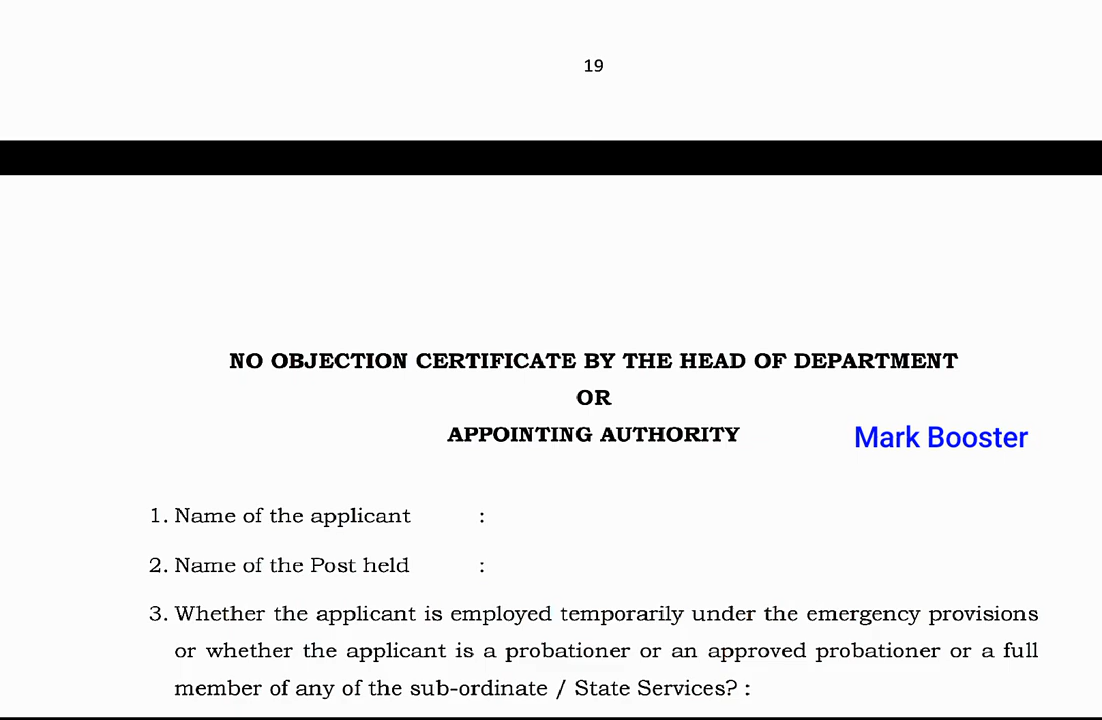 19
NO OBJECTION CERTIFICATE BY THE HEAD OF DEPARTMENT
OR
APPOINTING AUTHORITY
Mark Booster
1. Name of the applicant :
2. Name of the Post held :
3. Whether the applicant is employed temporarily under the emergency provisions
or whether the applicant is a probationer or an approved probationer or a full
member of any of the sub-ordinate / State Services? :